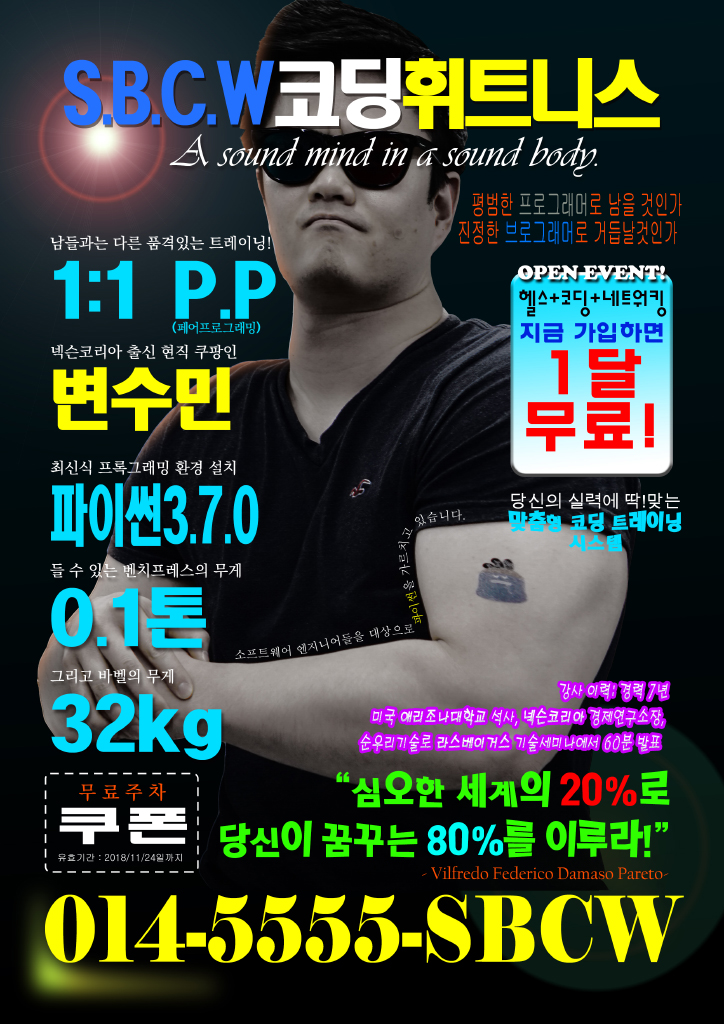 S.B.C.W코딩휘트니스
A sound mind in a sound body.
평범한 프로그래머로 남을 것인가
진정한 브로그래머로 거듭날것인가
남들과는 다른 품격있는 트레이닝!
1:1 P.P
(페어프로그래밍)
넥슨코리아 출신 현직 쿠팡인
변수민
OPEN EVENT!
헬스+코딩+네트워킹
지금 가입하면
1달
무료!
최신식 프록그래밍 환경 설치
파이썬3.7.0
당신의 실력에 딱!맞는
맞춤형 코딩 트레이닝
시스템
들 수 있는 벤치프레스의 무게
0.1톤
소프트웨어 엔지니어들을 대상으로 파이썬을 가르치고 있습니다.
그리고 바벨의 무게
32kg
강사 이력: 경력 7년
미국 애리조나대학교 석사, 넥슨코리아 경제연구소장,
순우리기술로 라스베이거스 기술세미나에서 60분 발표
무료주차
쿠폰
유효기간 : 2018/11/24일까지
“심오한 세계의 20%로
당신이 꿈꾸는 80%를 이루라!”
- Vilfredo Federico Damaso Pareto-
014-5555-SBCW